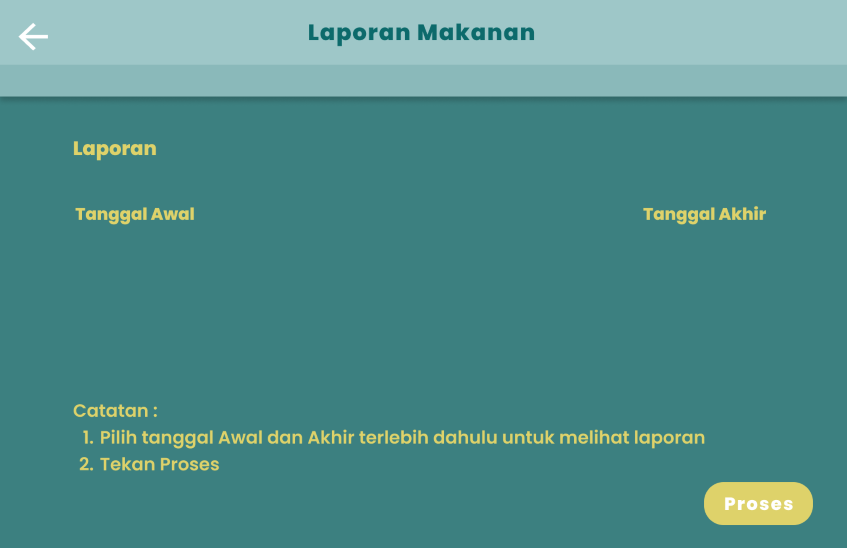 Laporan Makanan
Laporan
Tanggal Awal
Tanggal Akhir
Catatan :
1. Pilih tanggal Awal dan Akhir terlebih dahulu untuk melihat laporan
2. Tekan Proses
Proses